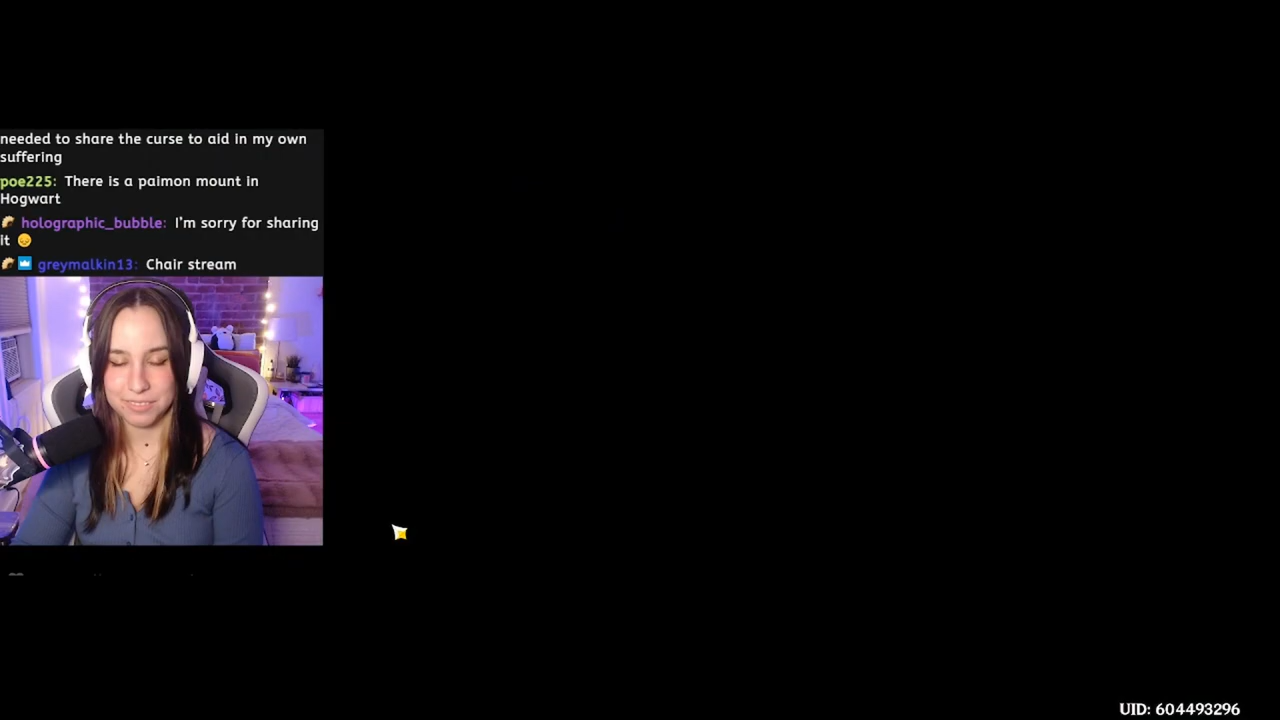 needed to share the curse to aid in my own
suffering
poe225: There is a paimon mount in
Hogwart
holographic_bubble: I'm sorry for sharing
it 😔
greymalkin13: Chair stream
UID: 604493296